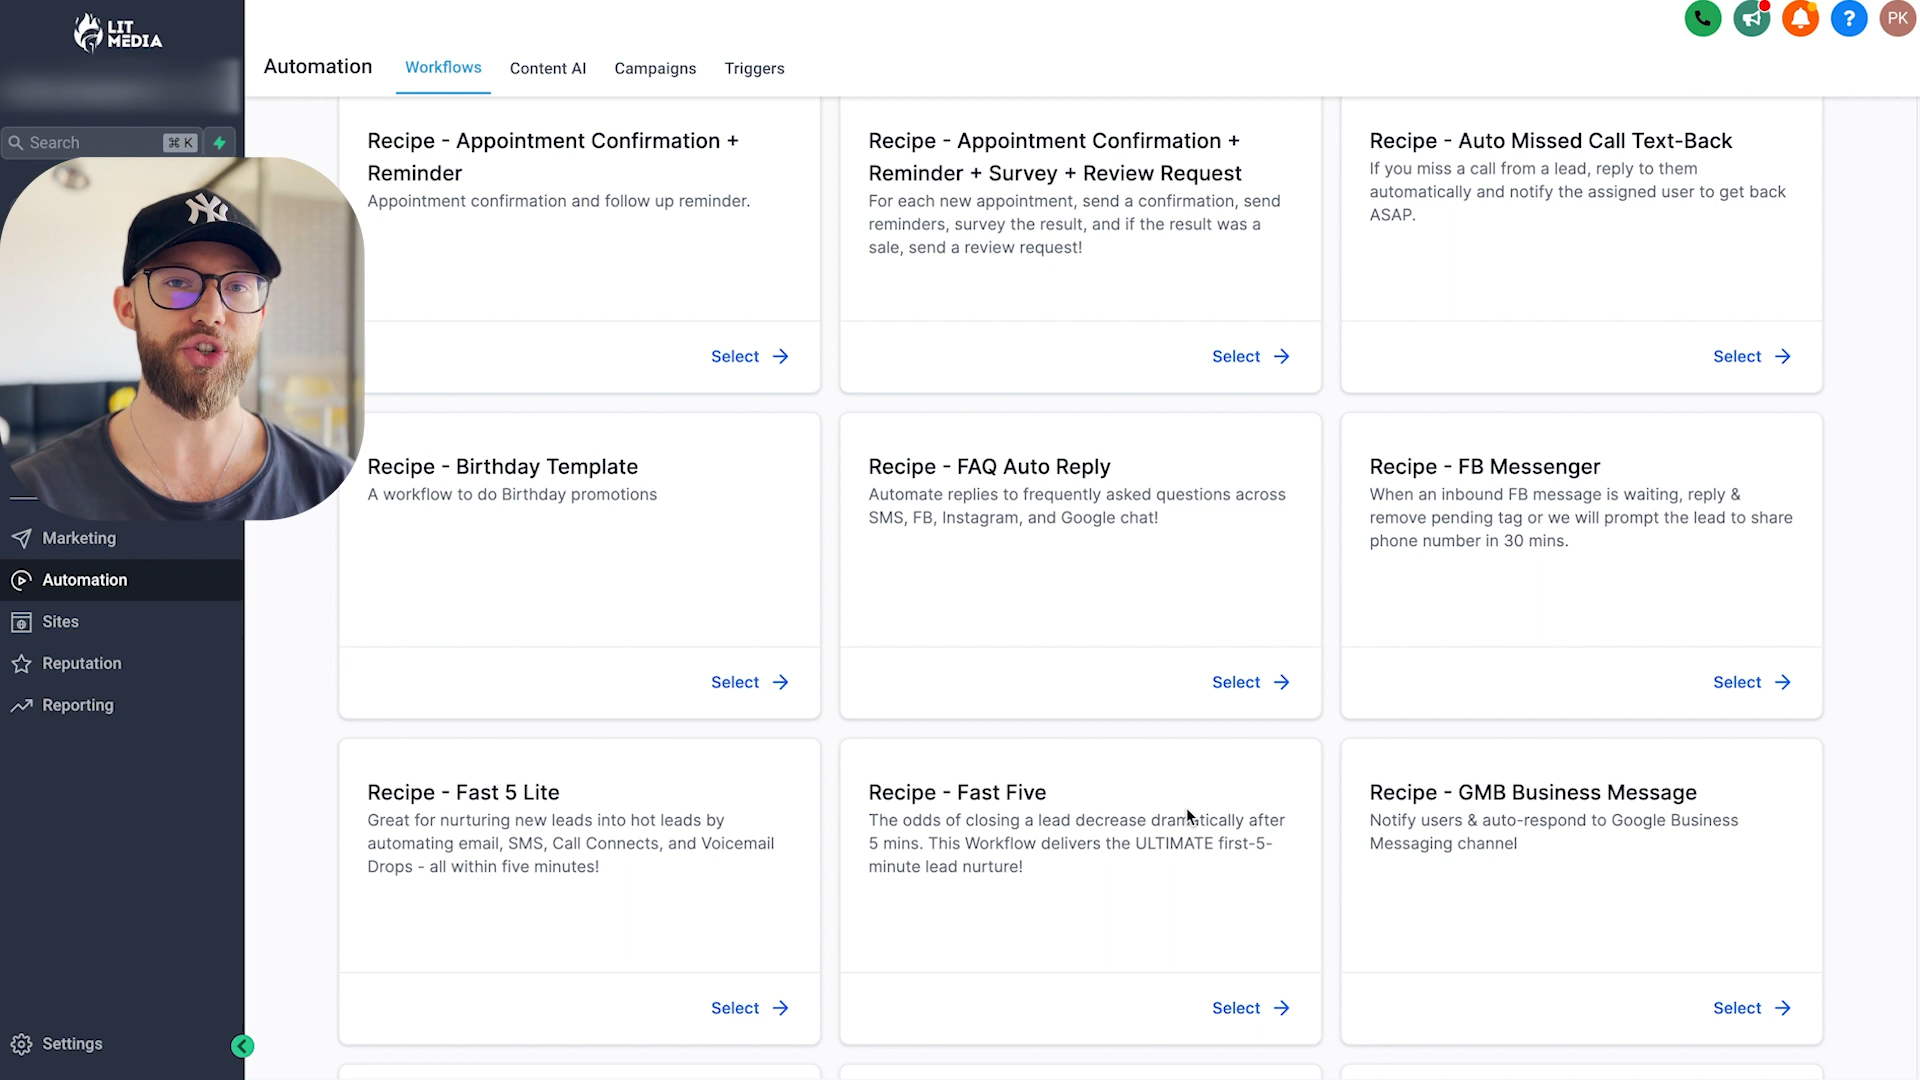 LIT
MEDIA
Search
⌘ K
Automation
Workflows
Content AI
Campaigns
Triggers
?
PK
Recipe - Appointment Confirmation +
Reminder
Appointment confirmation and follow up reminder.
Select
Recipe - Appointment Confirmation +
Reminder + Survey + Review Request
For each new appointment, send a confirmation, send
reminders, survey the result, and if the result was a
sale, send a review request!
Select
Recipe - Auto Missed Call Text-Back
If you miss a call from a lead, reply to them
automatically and notify the assigned user to get back
ASAP.
Select
NY
Marketing
Automation
Sites
Reputation
Reporting
Settings
Recipe - Birthday Template
A workflow to do Birthday promotions
Select
Recipe - FAQ Auto Reply
Automate replies to frequently asked questions across
SMS, FB, Instagram, and Google chat!
Select
Recipe - FB Messenger
When an inbound FB message is waiting, reply &
remove pending tag or we will prompt the lead to share
phone number in 30 mins.
Select
Recipe - Fast 5 Lite
Great for nurturing new leads into hot leads by
automating email, SMS, Call Connects, and Voicemail
Drops - all within five minutes!
Select
Recipe - Fast Five
The odds of closing a lead decrease dramatically after
5 mins. This Workflow delivers the ULTIMATE first-5-
minute lead nurture!
Select
Recipe - GMB Business Message
Notify users & auto-respond to Google Business
Messaging channel
Select